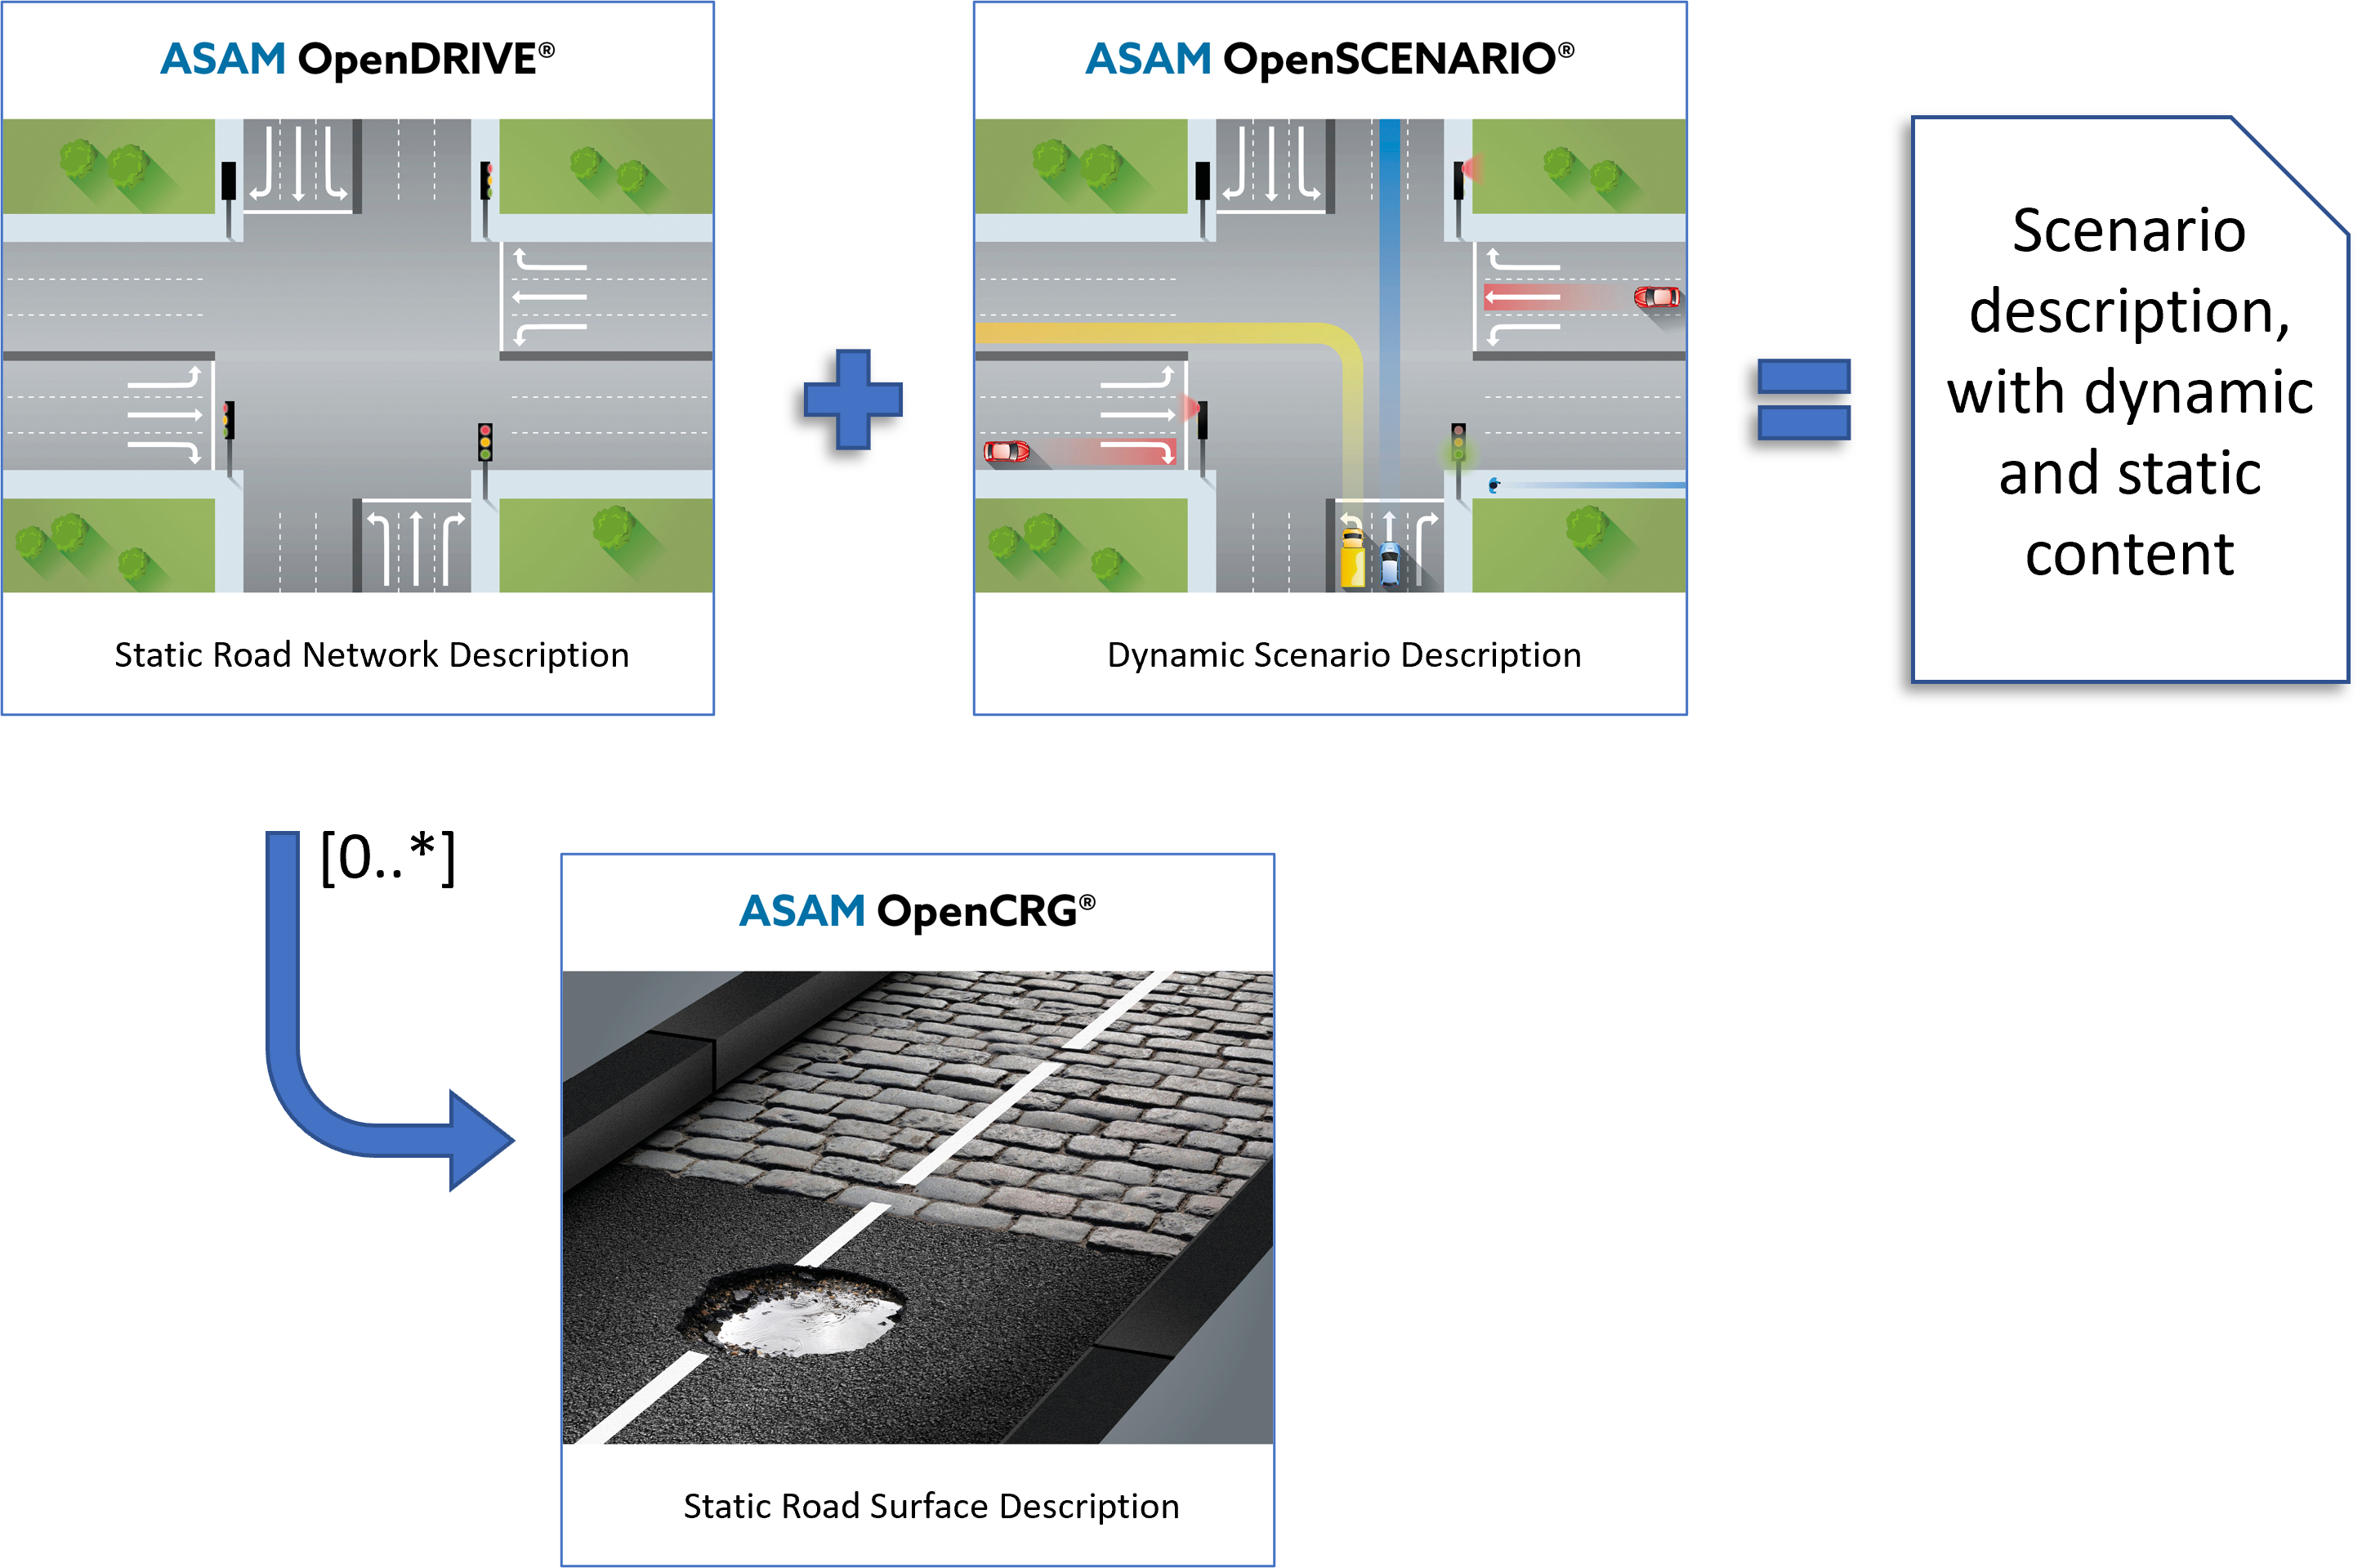 ASAM OpenDRIVE®
Static Road Network Description
ASAM OpenSCENARIO®
Dynamic Scenario Description
Scenario
description,
with dynamic
and static
content
[0..*]
ASAM OpenCRG®
Static Road Surface Description